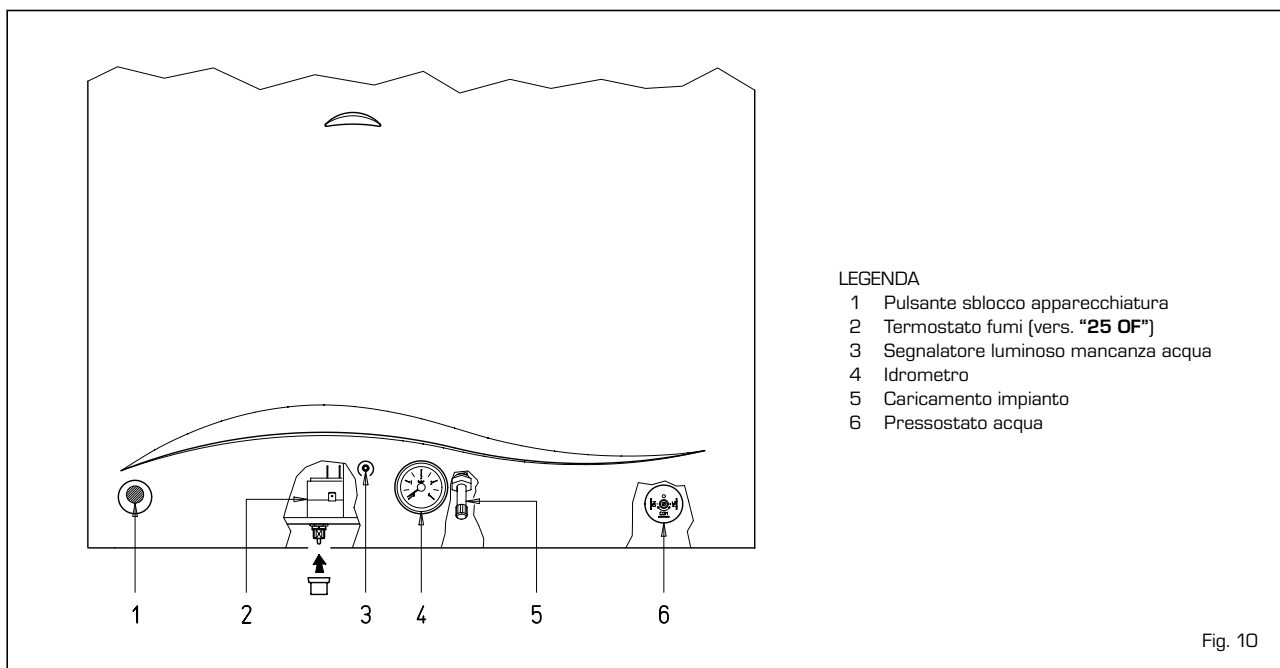 LEGENDA
1 Pulsante sblocco apparecchiatura
2 Termostato fumi (vers. “25 OF”)
3 Segnalatore luminoso mancanza acqua
4 Idrometro
5 Caricamento impianto
6 Pressostato acqua
1 2 3 4 5 6
Fig. 10